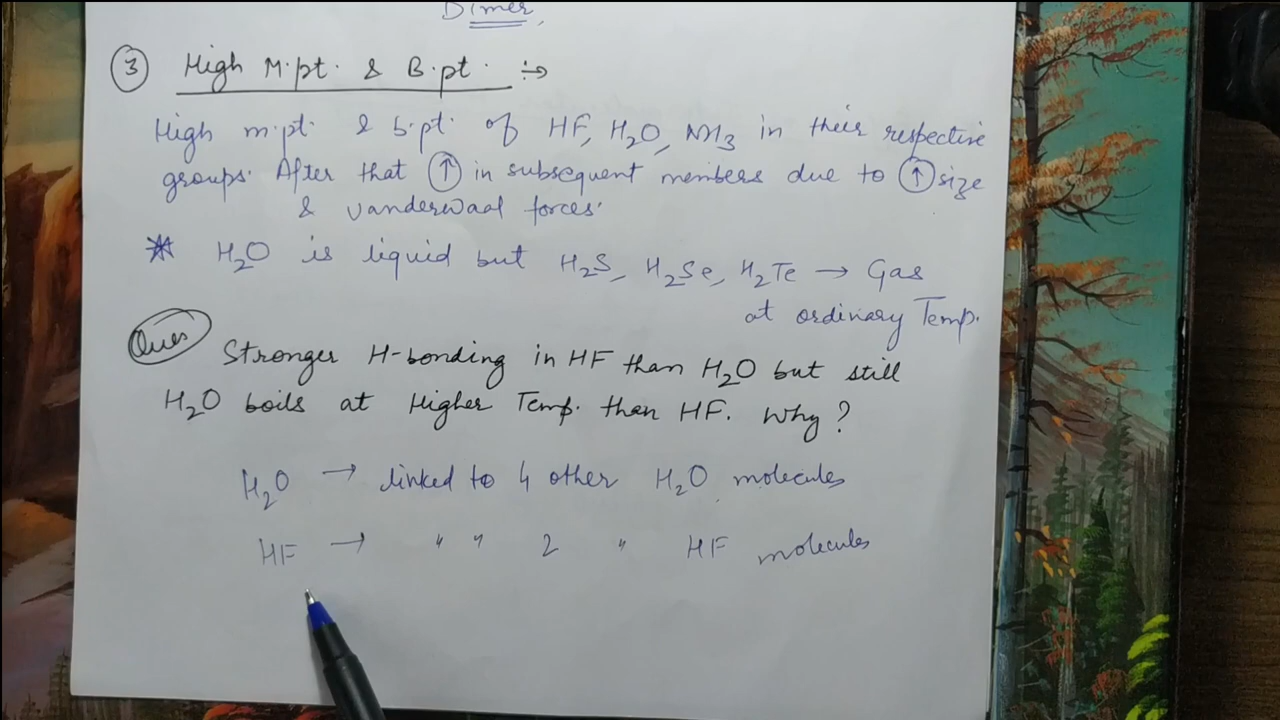 Dimer,
③ High M.pt. & B.pt. :→
High m.pt. & b.pt. of HF, H₂O, NH₃ in their respective
groups. After that ↑ in subsequent members due to ↑ size
& vanderwaal forces.
* H₂O is liquid but H₂S, H₂Se, H₂Te → Gas
at ordinary Temp.
Ques Stronger H-bonding in HF than H₂O but still
H₂O boils at Higher Temp. than HF. Why?
H₂O → linked to 4 other H₂O molecules
HF → " " 2 " HF molecules